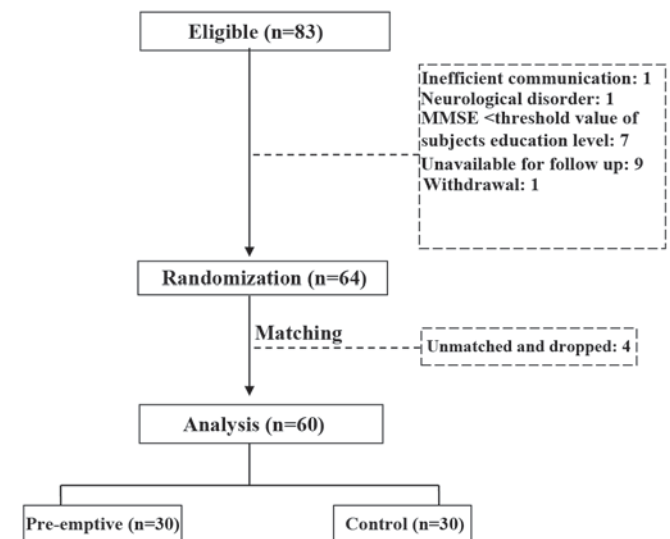 Eligible (n=83)
Inefficient communication: 1
Neurological disorder: 1
MMSE <threshold value of
subjects education level: 7
Unavailable for follow up: 9
Withdrawal: 1
Randomization (n=64)
Matching
Unmatched and dropped: 4
Analysis (n=60)
Pre-emptive (n=30)
Control (n=30)